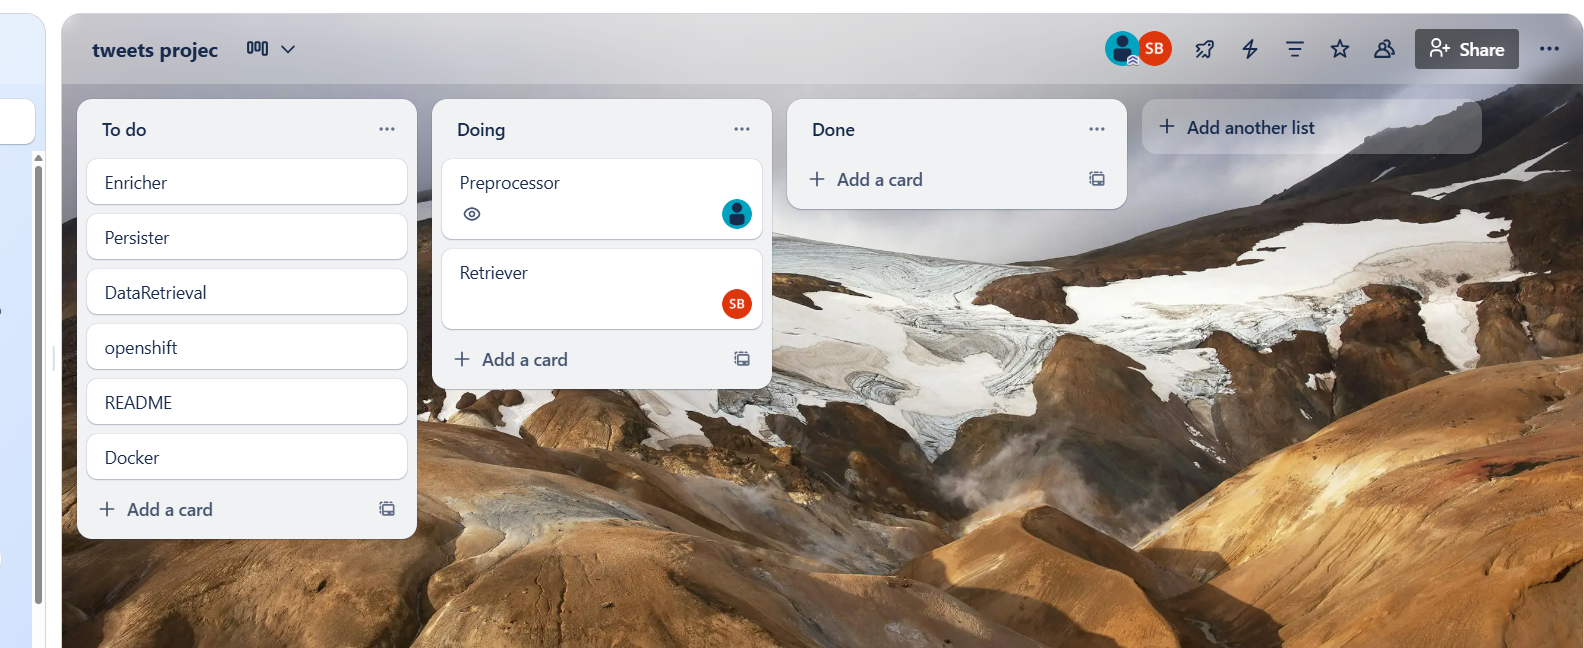 tweets projec
SB
Share
To do
Enricher
Persister
DataRetrieval
openshift
README
Docker
Add a card
Doing
Preprocessor
Retriever
SB
Add a card
Done
Add a card
Add another list